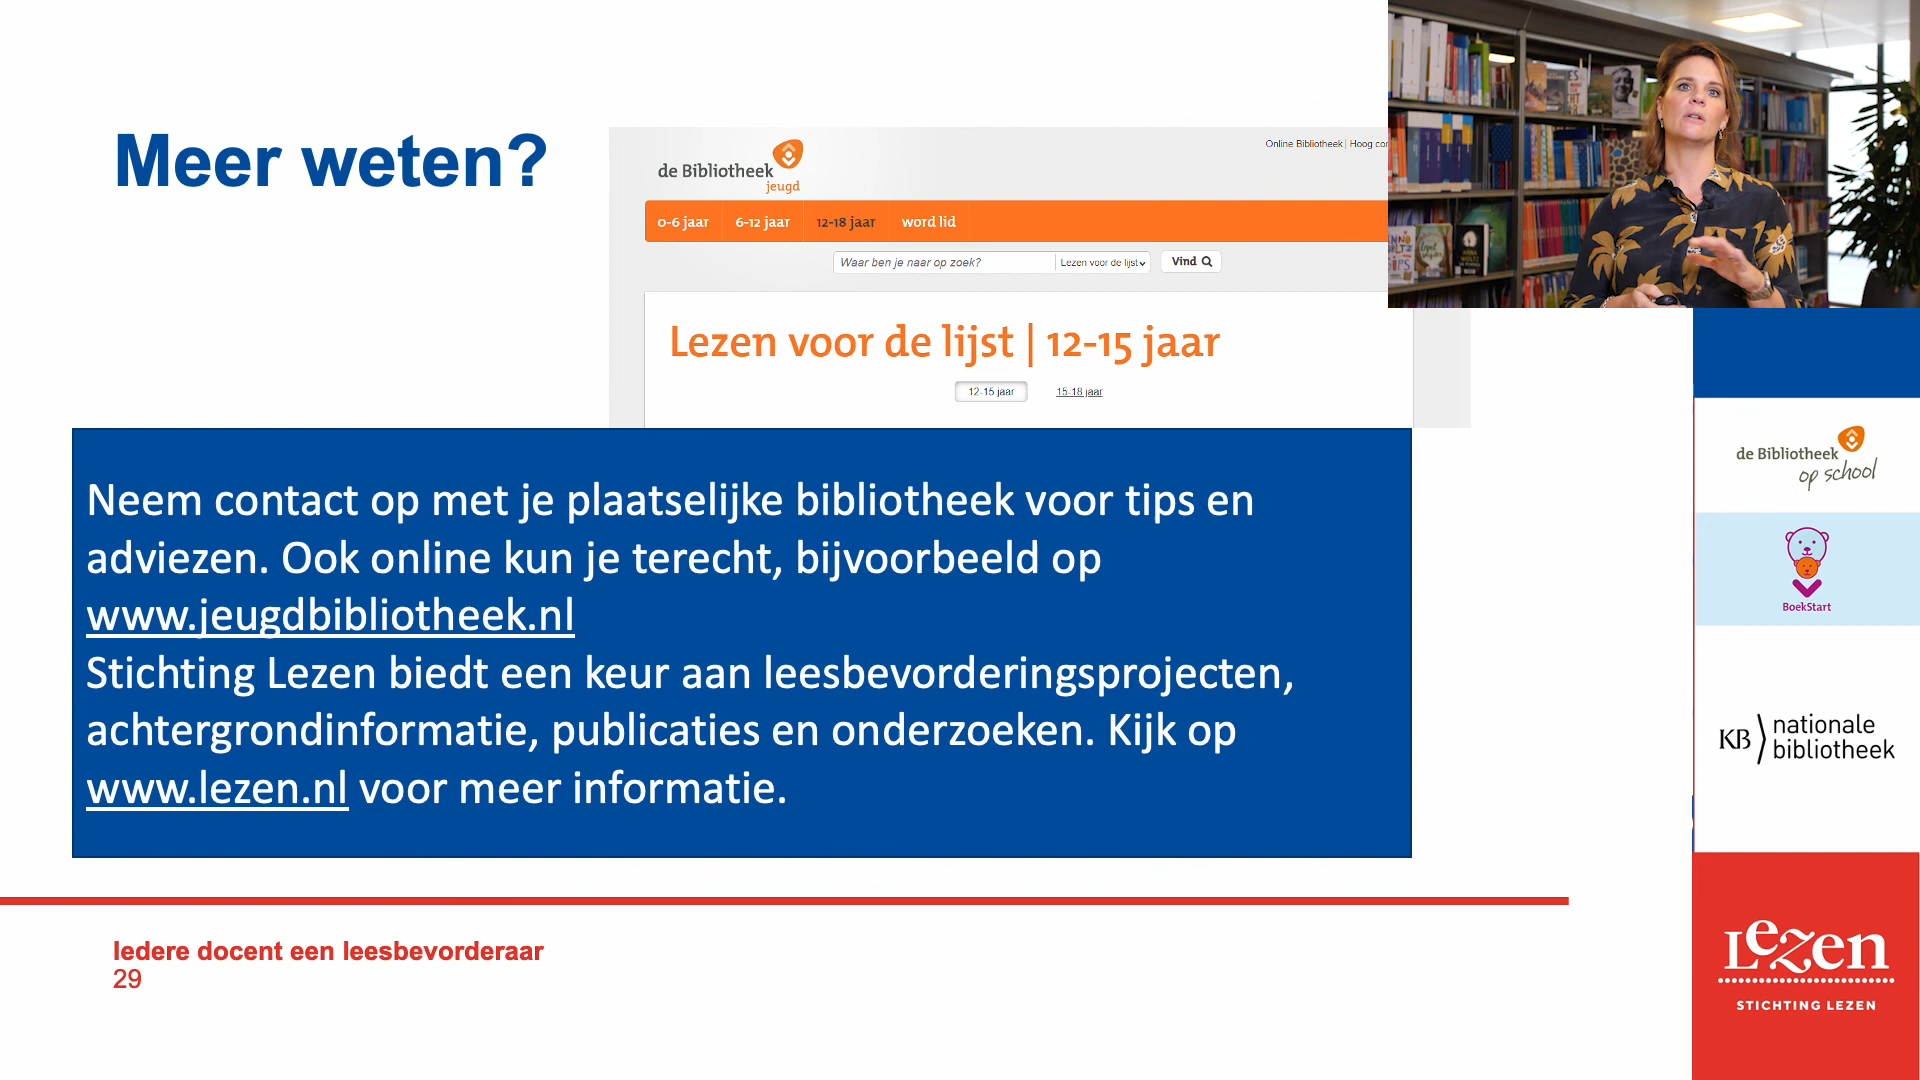 Meer weten?
de Bibliotheek
jeugd
Online Bibliotheek | Hoog con
0-6 jaar 6-12 jaar 12-18 jaar word lid
Waar ben je naar op zoek? Lezen voor de lijst Vind
Lezen voor de lijst | 12-15 jaar
12-15 jaar 15-18 jaar
Neem contact op met je plaatselijke bibliotheek voor tips en
adviezen. Ook online kun je terecht, bijvoorbeeld op
www.jeugdbibliotheek.nl
Stichting Lezen biedt een keur aan leesbevorderingsprojecten,
achtergrondinformatie, publicaties en onderzoeken. Kijk op
www.lezen.nl voor meer informatie.
de Bibliotheek
op school
BoekStart
KB nationale
bibliotheek
Lezen
STICHTING LEZEN
Iedere docent een leesbevorderaar
29